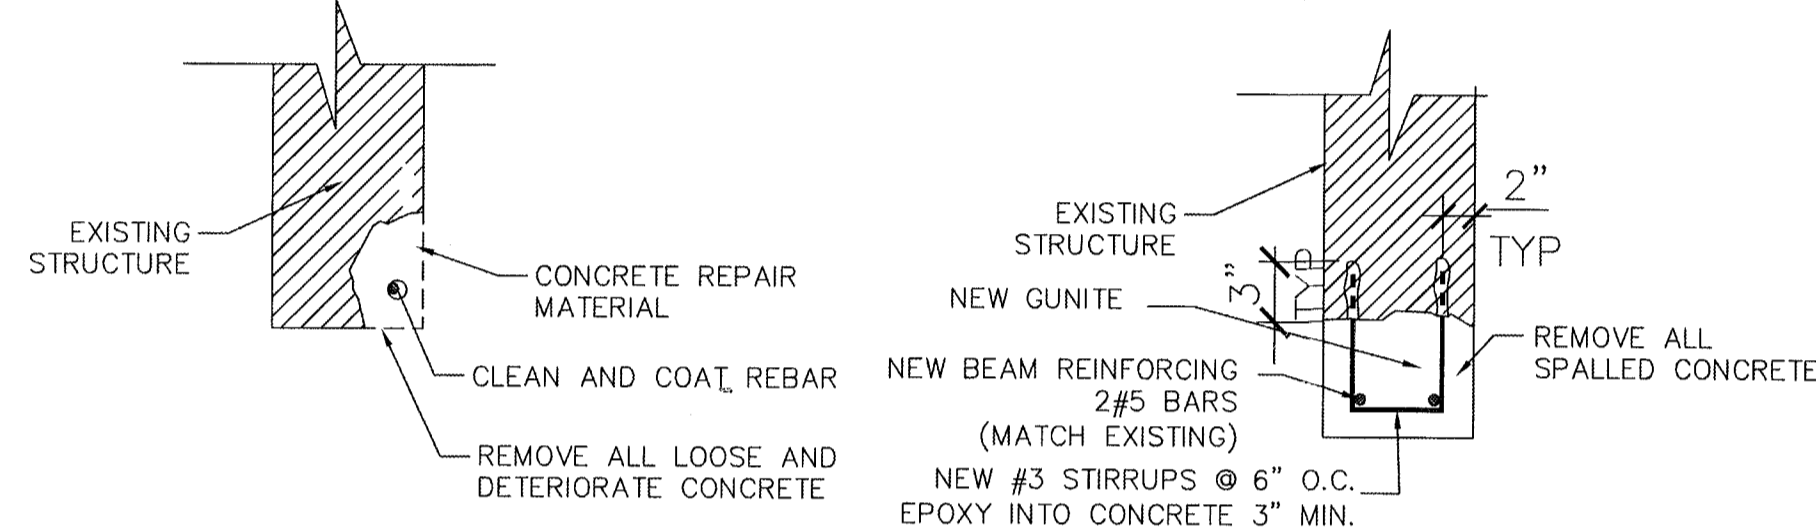 EXISTING
STRUCTURE
CONCRETE REPAIR
MATERIAL
CLEAN AND COAT REBAR
REMOVE ALL LOOSE AND
DETERIORATE CONCRETE
EXISTING
STRUCTURE
2”
TYP
3”
TYP
NEW GUNITE
REMOVE ALL
SPALLED CONCRETE
NEW BEAM REINFORCING
2#5 BARS
(MATCH EXISTING)
NEW #3 STIRRUPS @ 6” O.C.
EPOXY INTO CONCRETE 3” MIN.